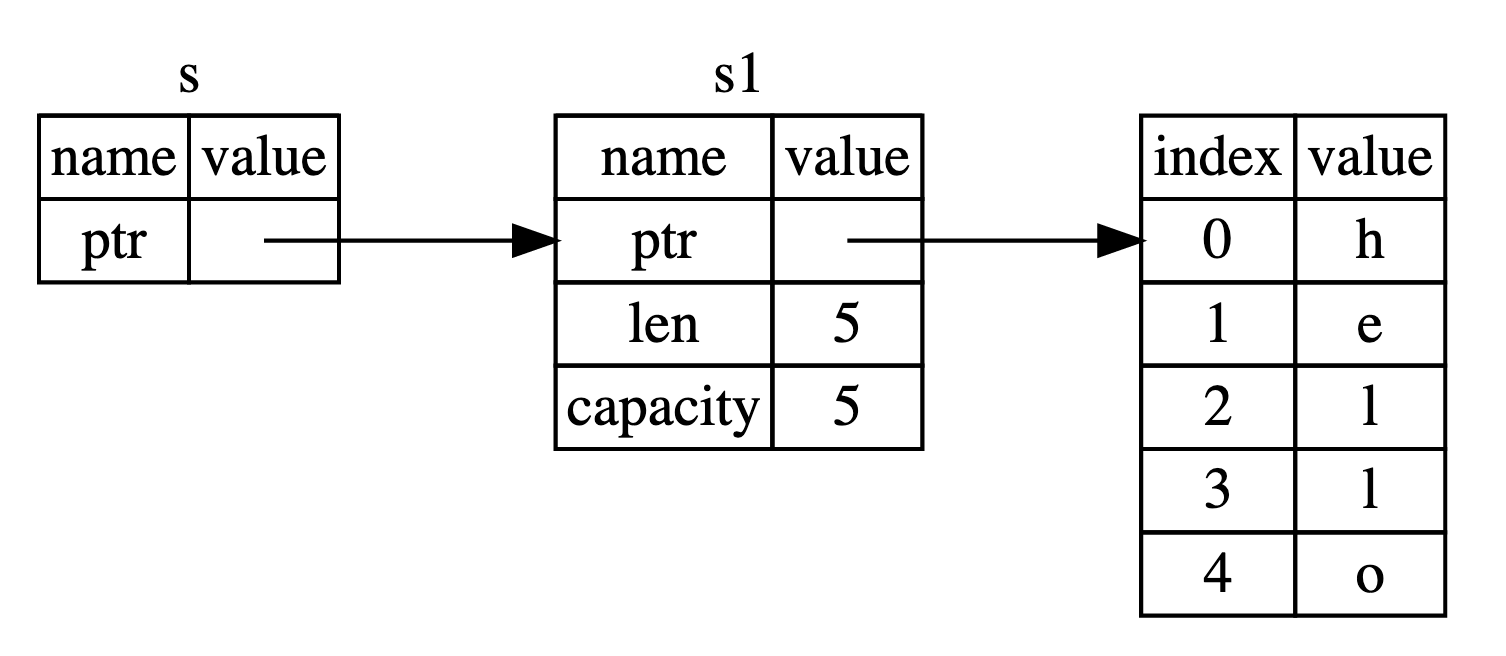 s
name value
ptr
s1
name value
ptr
len 5
capacity 5
index value
0 h
1 e
2 l
3 l
4 o